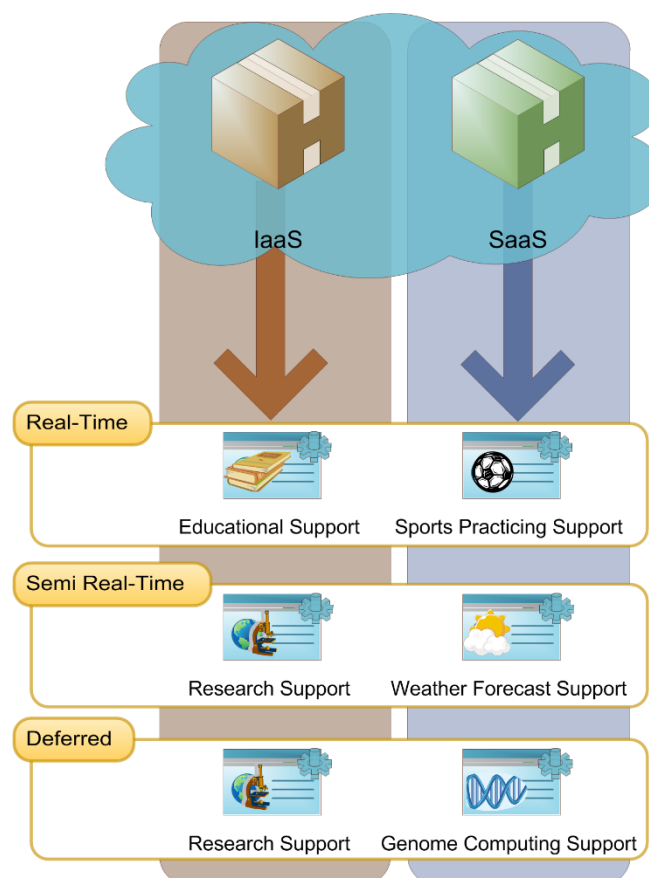 IaaS
SaaS
Real-Time
Educational Support
Sports Practicing Support
Semi Real-Time
Research Support
Weather Forecast Support
Deferred
Research Support
Genome Computing Support